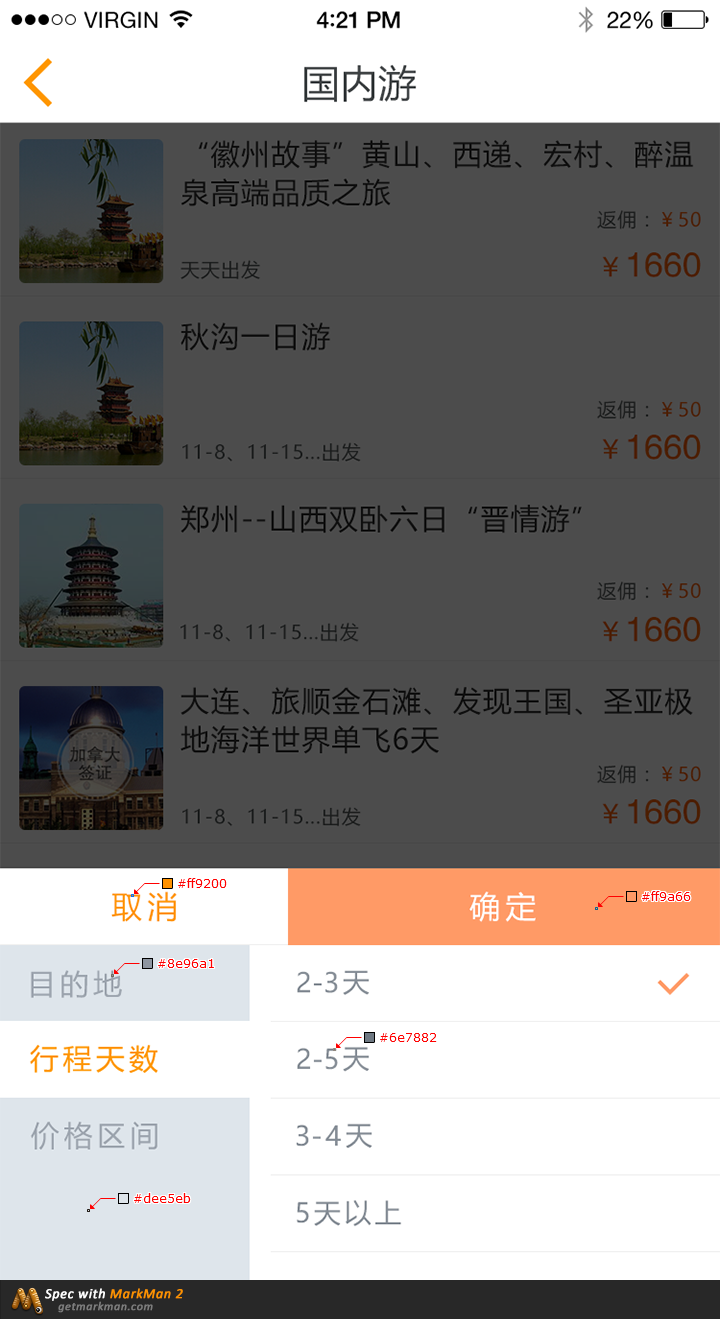 VIRGIN 4:21 PM 22%
国内游
“徽州故事”黄山、西递、宏村、醉温
泉高端品质之旅
返佣：￥50
天天出发 ￥1660
秋沟一日游
返佣：￥50
11-8、11-15...出发 ￥1660
郑州--山西双卧六日“晋情游”
返佣：￥50
11-8、11-15...出发 ￥1660
大连、旅顺金石滩、发现王国、圣亚极
地海洋世界单飞6天
加拿大
签证
返佣：￥50
11-8、11-15...出发 ￥1660
#ff9200
取消 确定 #ff9a66
#8e96a1
目的地 2-3天
#6e7882
行程天数 2-5天
价格区间 3-4天
#dee5eb
5天以上
Spec with MarkMan 2
getmarkman.com